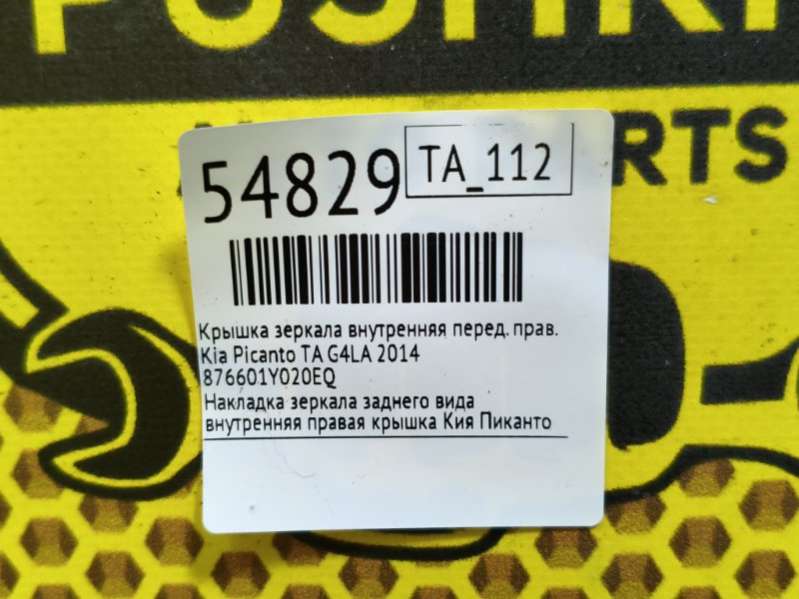 54829
TA_112
RTS
Крышка зеркала внутренняя перед. прав.
Kia Picanto TA G4LA 2014
876601Y020EQ
Накладка зеркала заднего вида
внутренняя правая крышка Кия Пиканто